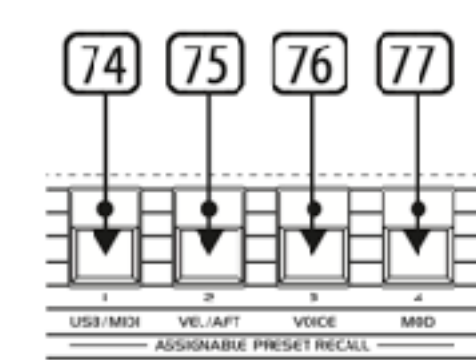 74 75 76 77
1 2 3 4
USB/MIDI VEL/AFT VOICE MOD
ASSIGNABLE PRESET RECALL